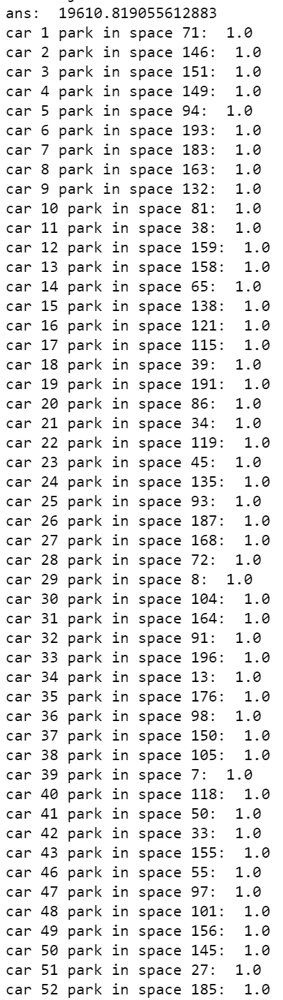 ans:  19610.819055612883
car 1 park in space 71:  1.0
car 2 park in space 146:  1.0
car 3 park in space 151:  1.0
car 4 park in space 149:  1.0
car 5 park in space 94:  1.0
car 6 park in space 193:  1.0
car 7 park in space 183:  1.0
car 8 park in space 163:  1.0
car 9 park in space 132:  1.0
car 10 park in space 81:  1.0
car 11 park in space 38:  1.0
car 12 park in space 159:  1.0
car 13 park in space 158:  1.0
car 14 park in space 65:  1.0
car 15 park in space 138:  1.0
car 16 park in space 121:  1.0
car 17 park in space 115:  1.0
car 18 park in space 39:  1.0
car 19 park in space 191:  1.0
car 20 park in space 86:  1.0
car 21 park in space 34:  1.0
car 22 park in space 119:  1.0
car 23 park in space 45:  1.0
car 24 park in space 135:  1.0
car 25 park in space 93:  1.0
car 26 park in space 187:  1.0
car 27 park in space 168:  1.0
car 28 park in space 72:  1.0
car 29 park in space 8:  1.0
car 30 park in space 104:  1.0
car 31 park in space 164:  1.0
car 32 park in space 91:  1.0
car 33 park in space 196:  1.0
car 34 park in space 13:  1.0
car 35 park in space 176:  1.0
car 36 park in space 98:  1.0
car 37 park in space 150:  1.0
car 38 park in space 105:  1.0
car 39 park in space 7:  1.0
car 40 park in space 118:  1.0
car 41 park in space 50:  1.0
car 42 park in space 33:  1.0
car 43 park in space 155:  1.0
car 46 park in space 55:  1.0
car 47 park in space 97:  1.0
car 48 park in space 101:  1.0
car 49 park in space 156:  1.0
car 50 park in space 145:  1.0
car 51 park in space 27:  1.0
car 52 park in space 185:  1.0